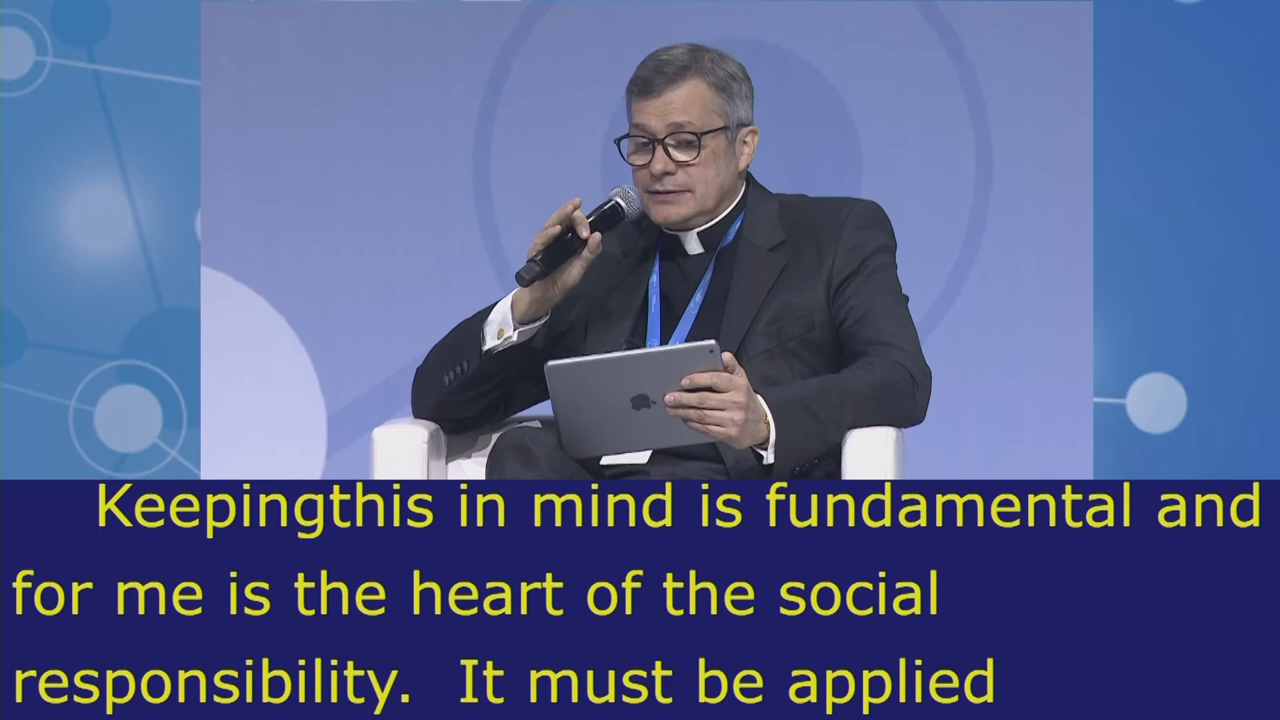 Keepingthis in mind is fundamental and
for me is the heart of the social
responsibility.  It must be applied